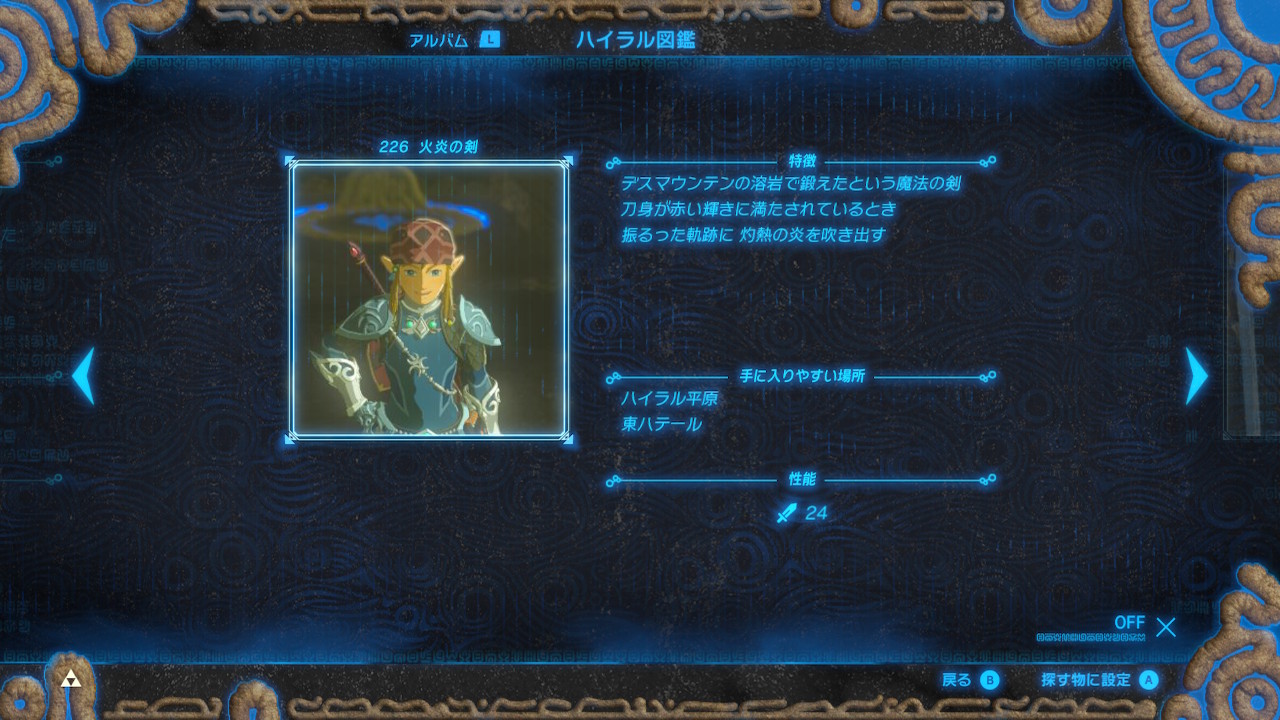 アルバム L
ハイラル図鑑
226 火炎の剣
特徴
デスマウンテンの溶岩で鍛えたという魔法の剣
刀身が赤い輝きに満たされているとき
振るった軌跡に 灼熱の炎を吹き出す
手に入りやすい場所
ハイラル平原
東ハテール
性能
24
OFF
戻る B
探す物に設定 A